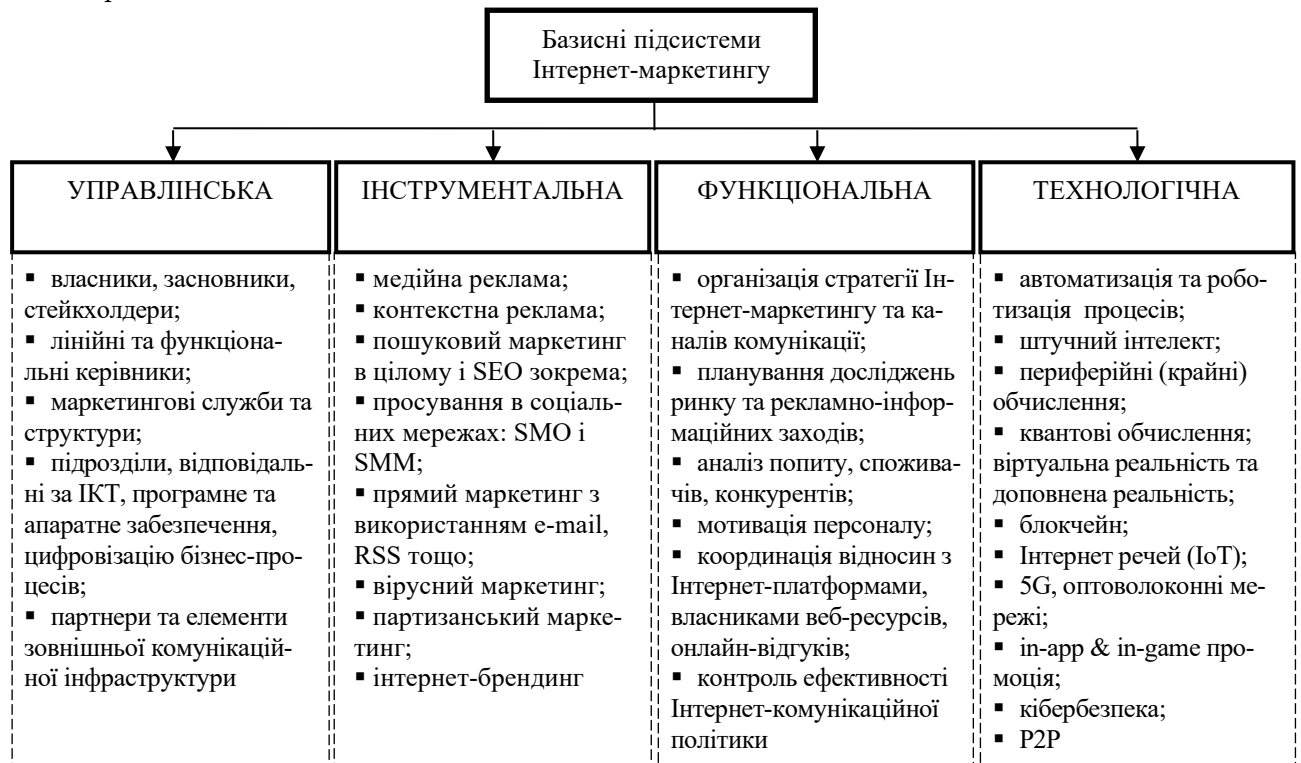 Базисні підсистеми
Інтернет-маркетингу
УПРАВЛІНСЬКА
▪ власники, засновники,
стейкхолдери;
▪ лінійні та функціона-
льні керівники;
▪ маркетингові служби та
структури;
▪ підрозділи, відповідаль-
ні за ІКТ, програмне та
апаратне забезпечення,
цифровізацію бізнес-про-
цесів;
▪ партнери та елементи
зовнішньої комунікацій-
ної інфраструктури
ІНСТРУМЕНТАЛЬНА
▪ медійна реклама;
▪ контекстна реклама;
▪ пошуковий маркетинг
в цілому і SEO зокрема;
▪ просування в соціаль-
них мережах: SMO і
SMM;
▪ прямий маркетинг з
використанням e-mail,
RSS тощо;
▪ вірусний маркетинг;
▪ партизанський марке-
тинг;
▪ інтернет-брендинг
ФУНКЦІОНАЛЬНА
▪ організація стратегії Ін-
тернет-маркетингу та ка-
налів комунікації;
▪ планування досліджень
ринку та рекламно-інфор-
маційних заходів;
▪ аналіз попиту, спожива-
чів, конкурентів;
▪ мотивація персоналу;
▪ координація відносин з
Інтернет-платформами,
власниками веб-ресурсів,
онлайн-відгуків;
▪ контроль ефективності
Інтернет-комунікаційної
політики
ТЕХНОЛОГІЧНА
▪ автоматизація та робо-
тизація процесів;
▪ штучний інтелект;
▪ периферійні (крайні)
обчислення;
▪ квантові обчислення;
віртуальна реальність та
доповнена реальність;
▪ блокчейн;
▪ Інтернет речей (IoT);
▪ 5G, оптоволоконні ме-
режі;
▪ in-app & in-game про-
моція;
▪ кібербезпека;
▪ P2P